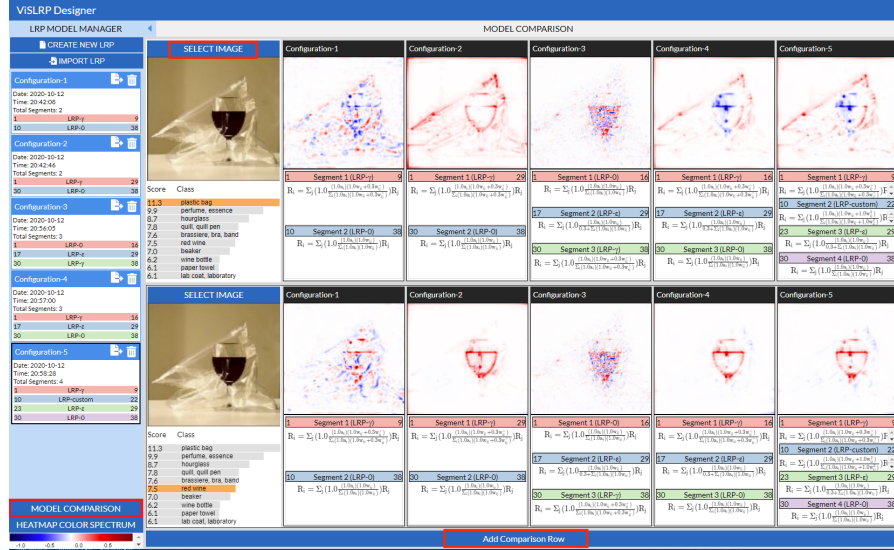 ViSLRP Designer
LRP MODEL MANAGER
MODEL COMPARISON
CREATE NEW LRP
IMPORT LRP
Configuration-1
Date: 2020-10-12
Time: 20:42:08
Total Segments: 2
1 LRP-γ 9
10 LRP-0 38
Configuration-2
Date: 2020-10-12
Time: 20:42:46
Total Segments: 2
1 LRP-γ 29
30 LRP-0 38
Configuration-3
Date: 2020-10-12
Time: 20:56:05
Total Segments: 3
1 LRP-0 16
17 LRP-ε 29
30 LRP-γ 38
Configuration-4
Date: 2020-10-12
Time: 20:57:00
Total Segments: 3
1 LRP-γ 16
17 LRP-ε 29
30 LRP-0 38
Configuration-5
Date: 2020-10-12
Time: 20:58:28
Total Segments: 4
1 LRP-γ 9
10 LRP-custom 22
23 LRP-ε 29
30 LRP-0 38
MODEL COMPARISON
HEATMAP COLOR SPECTRUM
-1.0 -0.5 0.0 0.5
SELECT IMAGE
Score Class
11.3 plastic bag
9.9 perfume, essence
8.7 hourglass
7.8 quill, quill pen
7.6 brassiere, bra, band
7.5 red wine
7.0 beaker
6.2 wine bottle
6.1 paper towel
6.1 lab coat, laboratory
Configuration-1
1 Segment 1 (LRP-γ) 9
10 Segment 2 (LRP-0) 38
Configuration-2
1 Segment 1 (LRP-γ) 29
30 Segment 2 (LRP-0) 38
Configuration-3
1 Segment 1 (LRP-0) 16
17 Segment 2 (LRP-ε) 29
30 Segment 3 (LRP-γ) 38
Configuration-4
1 Segment 1 (LRP-γ) 16
17 Segment 2 (LRP-ε) 29
30 Segment 3 (LRP-0) 38
Configuration-5
1 Segment 1 (LRP-γ) 9
10 Segment 2 (LRP-custom) 22
23 Segment 3 (LRP-ε) 29
30 Segment 4 (LRP-0) 38
SELECT IMAGE
Score Class
11.3 plastic bag
9.9 perfume, essence
8.7 hourglass
7.8 quill, quill pen
7.6 brassiere, bra, band
7.5 red wine
7.0 beaker
6.2 wine bottle
6.1 paper towel
6.1 lab coat, laboratory
Configuration-1
1 Segment 1 (LRP-γ) 9
10 Segment 2 (LRP-0) 38
Configuration-2
1 Segment 1 (LRP-γ) 29
30 Segment 2 (LRP-0) 38
Configuration-3
1 Segment 1 (LRP-0) 16
17 Segment 2 (LRP-ε) 29
30 Segment 3 (LRP-γ) 38
Configuration-4
1 Segment 1 (LRP-γ) 16
17 Segment 2 (LRP-ε) 29
30 Segment 3 (LRP-0) 38
Configuration-5
1 Segment 1 (LRP-γ) 9
10 Segment 2 (LRP-custom) 22
23 Segment 3 (LRP-ε) 29
30 Segment 4 (LRP-0) 38
Add Comparison Row